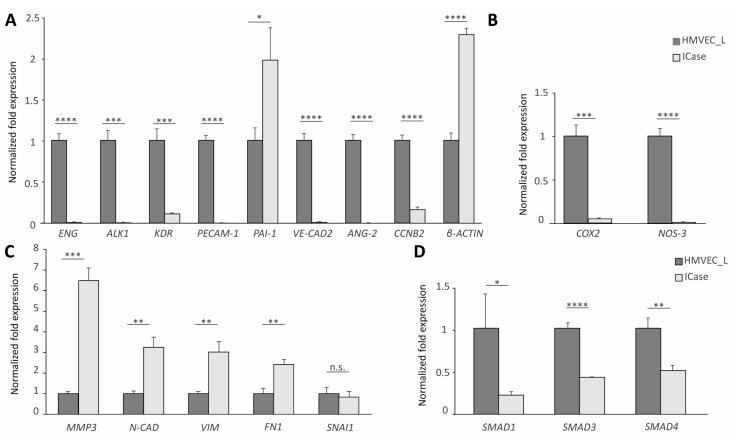 A
Normalized fold expression
2.5
2
1.5
1
0.5
0
**** *** *** **** * **** **** **** ****
ENG ALK1 KDR PECAM-1 PAI-1 VE-CAD2 ANG-2 CCNB2 β-ACTIN
HMVEC_L
ICase
B
Normalized fold expression
1.5
1
0.5
0
*** ****
COX2 NOS-3
C
Normalized fold expression
8
7
6
5
4
3
2
1
0
*** ** ** ** n.s.
MMP3 N-CAD VIM FN1 SNAI1
D
HMVEC_L
ICase
Normalized fold expression
1.5
1
0.5
0
* **** **
SMAD1 SMAD3 SMAD4